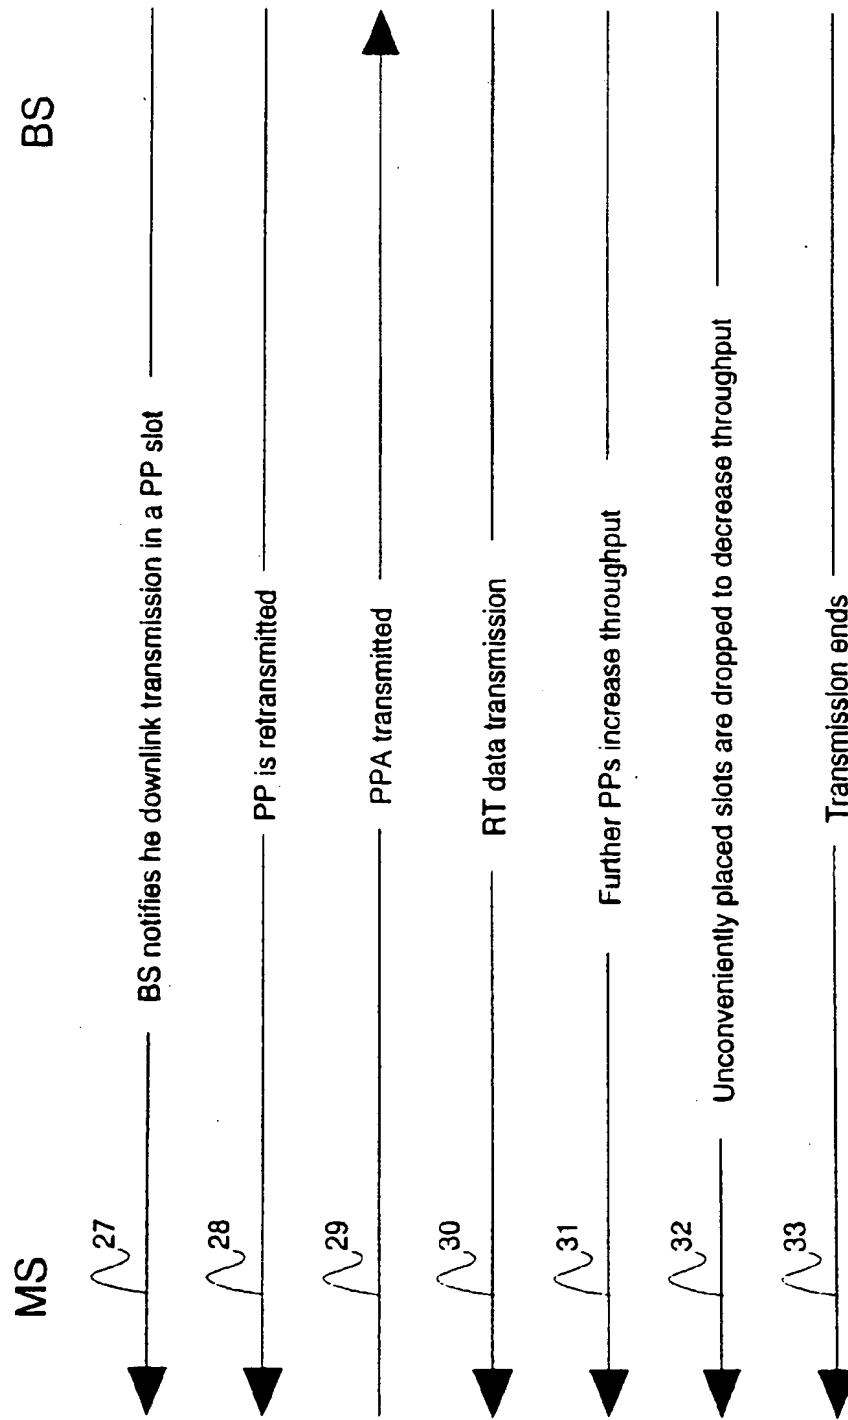 MS
BS
27
BS notifies he downlink transmission in a PP slot
28
PP is retransmitted
29
PPA transmitted
30
RT data transmission
31
Further PPs increase throughput
32
Unconveniently placed slots are dropped to decrease throughput
33
Transmission ends